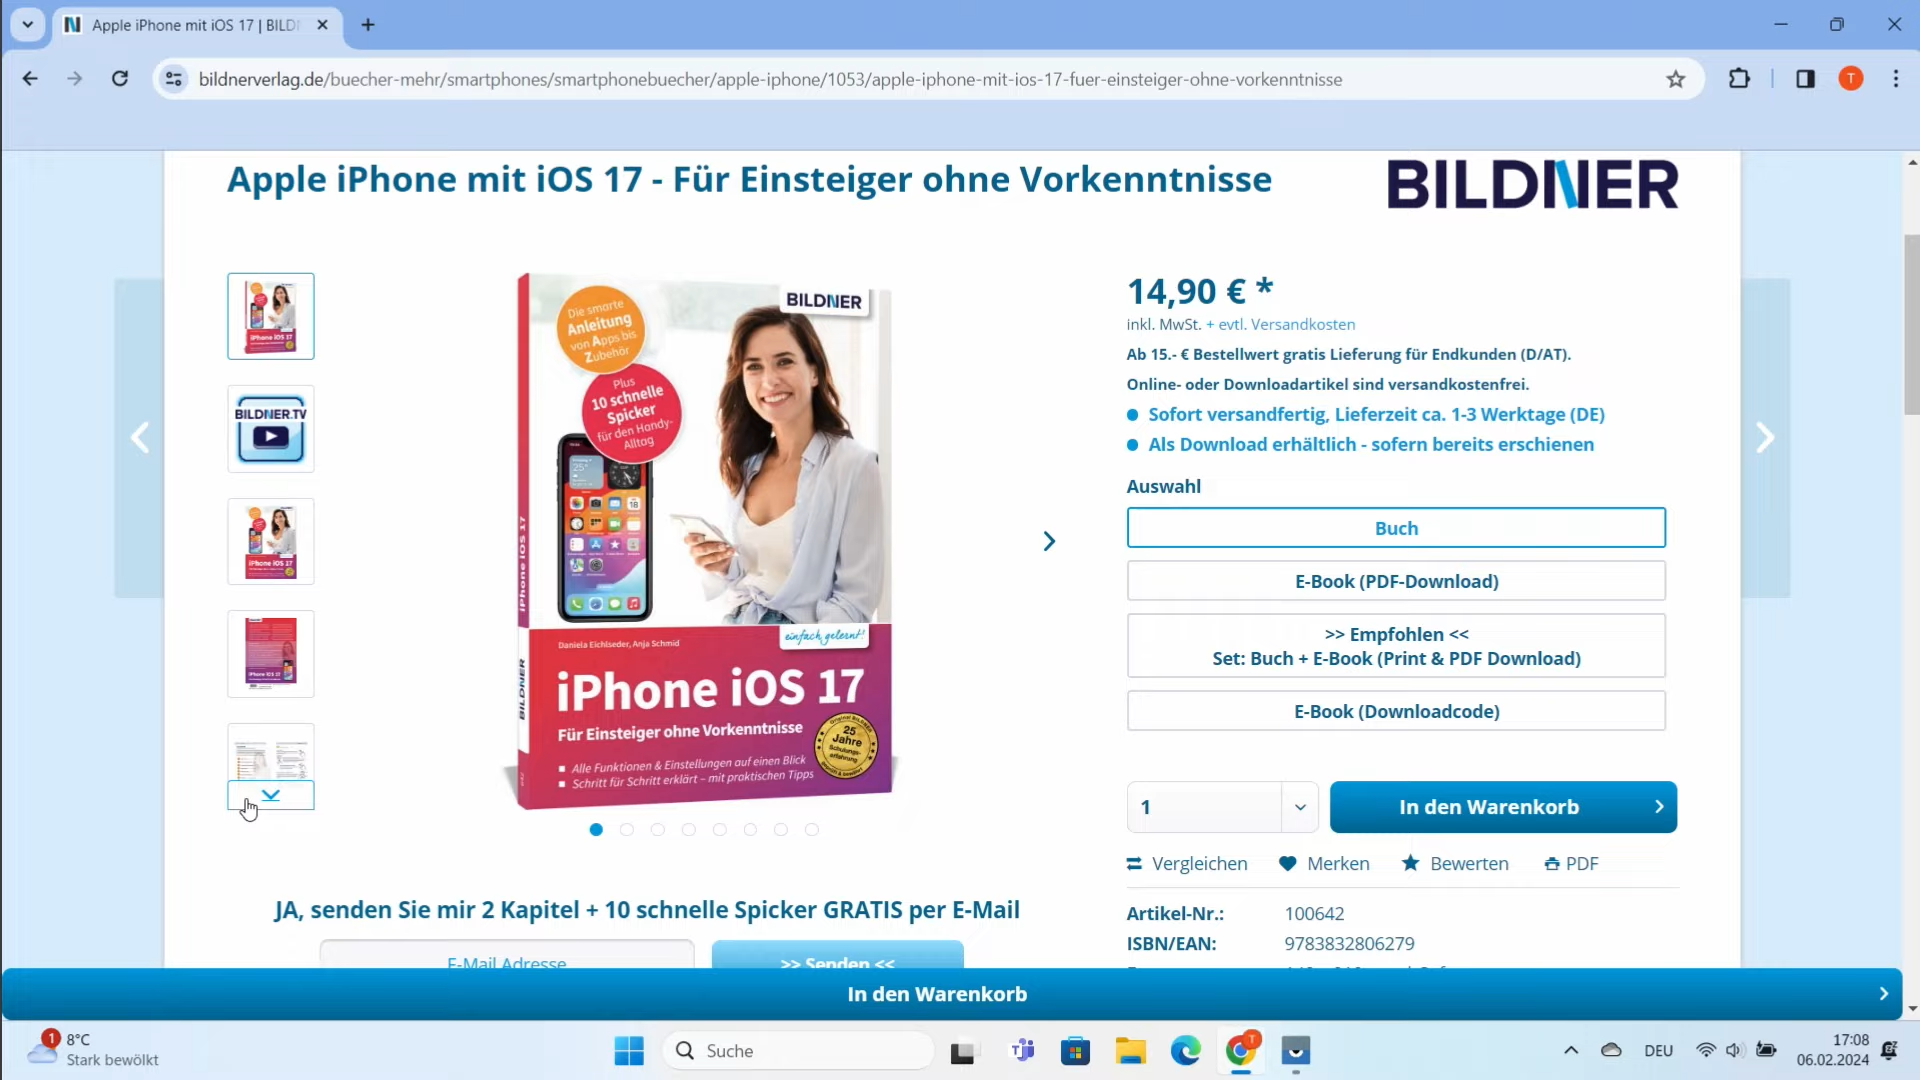 Apple iPhone mit iOS 17 | BILD
bildnerverlag.de/buecher-mehr/smartphones/smartphonebuecher/apple-iphone/1053/apple-iphone-mit-ios-17-fuer-einsteiger-ohne-vorkenntnisse
T
Apple iPhone mit iOS 17 - Für Einsteiger ohne Vorkenntnisse
BILDNER
BILDNER.TV
Die smarte
Anleitung
von Apps bis
Zubehör
Plus
10 schnelle
Spicker
für den Handy-
Alltag
BILDNER
iPhone iOS 17
BILDNER
einfach gelernt!
Daniela Eichlseder, Anja Schmid
iPhone iOS 17
Für Einsteiger ohne Vorkenntnisse
25
Jahre
Schulungs-
erfahrung
Alle Funktionen & Einstellungen auf einen Blick
Schritt für Schritt erklärt – mit praktischen Tipps
14,90 € *
inkl. MwSt. + evtl. Versandkosten
Ab 15.- € Bestellwert gratis Lieferung für Endkunden (D/AT).
Online- oder Downloadartikel sind versandkostenfrei.
Sofort versandfertig, Lieferzeit ca. 1-3 Werktage (DE)
Als Download erhältlich - sofern bereits erschienen
Auswahl
Buch
E-Book (PDF-Download)
>> Empfohlen <<
Set: Buch + E-Book (Print & PDF Download)
E-Book (Downloadcode)
1
In den Warenkorb
Vergleichen Merken Bewerten PDF
Artikel-Nr.: 100642
ISBN/EAN: 9783832806279
JA, senden Sie mir 2 Kapitel + 10 schnelle Spicker GRATIS per E-Mail
E-Mail Adresse
>> Senden <<
In den Warenkorb
1
8°C
Stark bewölkt
Suche
T
DEU
17:08
06.02.2024